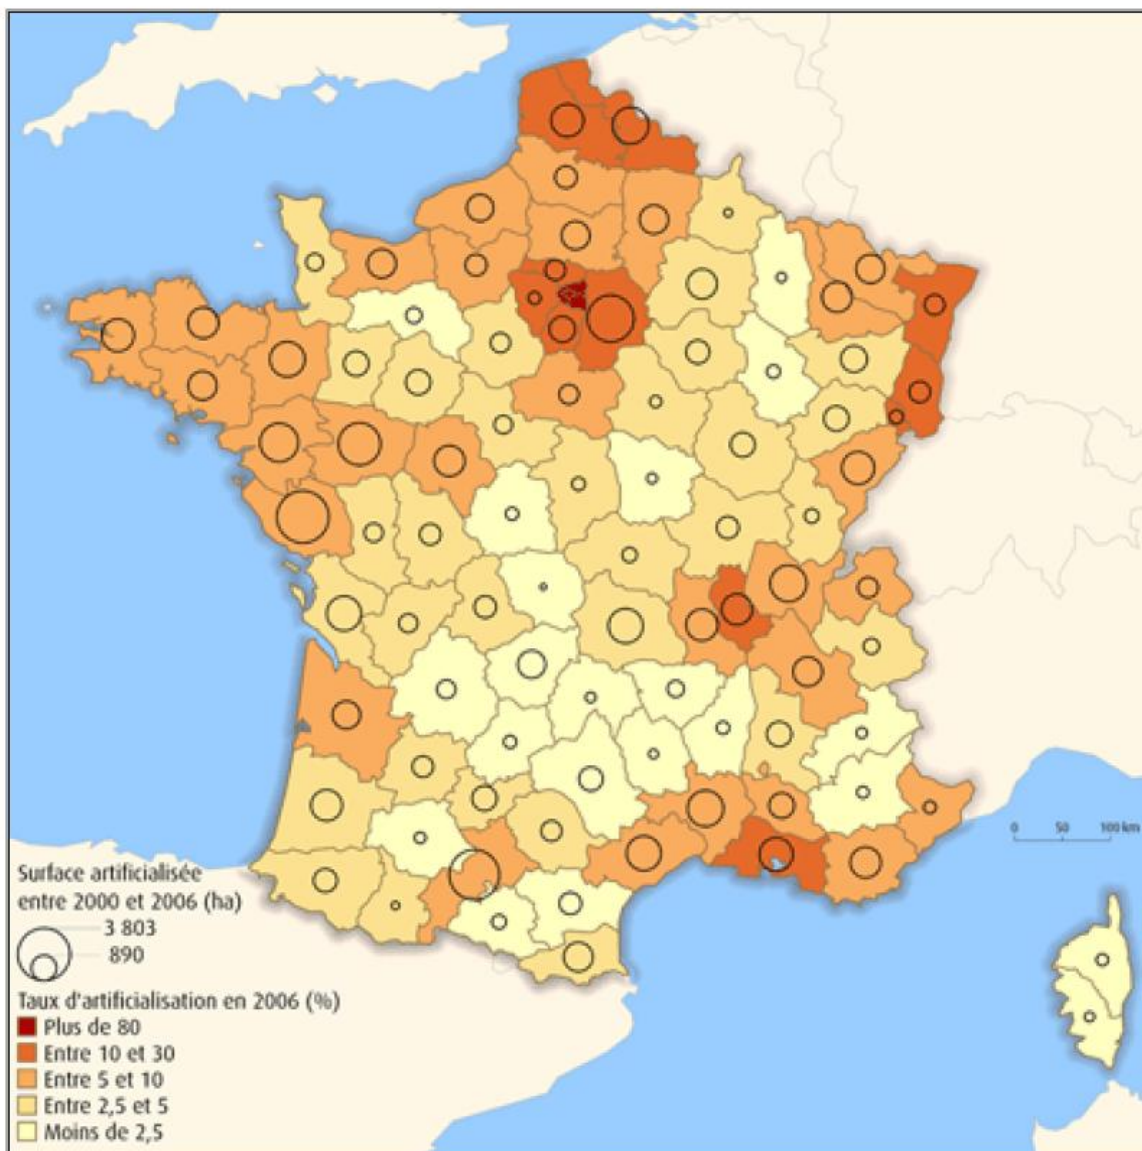 0 50 100 km
Surface artificialisée
entre 2000 et 2006 (ha)
3 803
890
Taux d'artificialisation en 2006 (%)
Plus de 80
Entre 10 et 30
Entre 5 et 10
Entre 2,5 et 5
Moins de 2,5